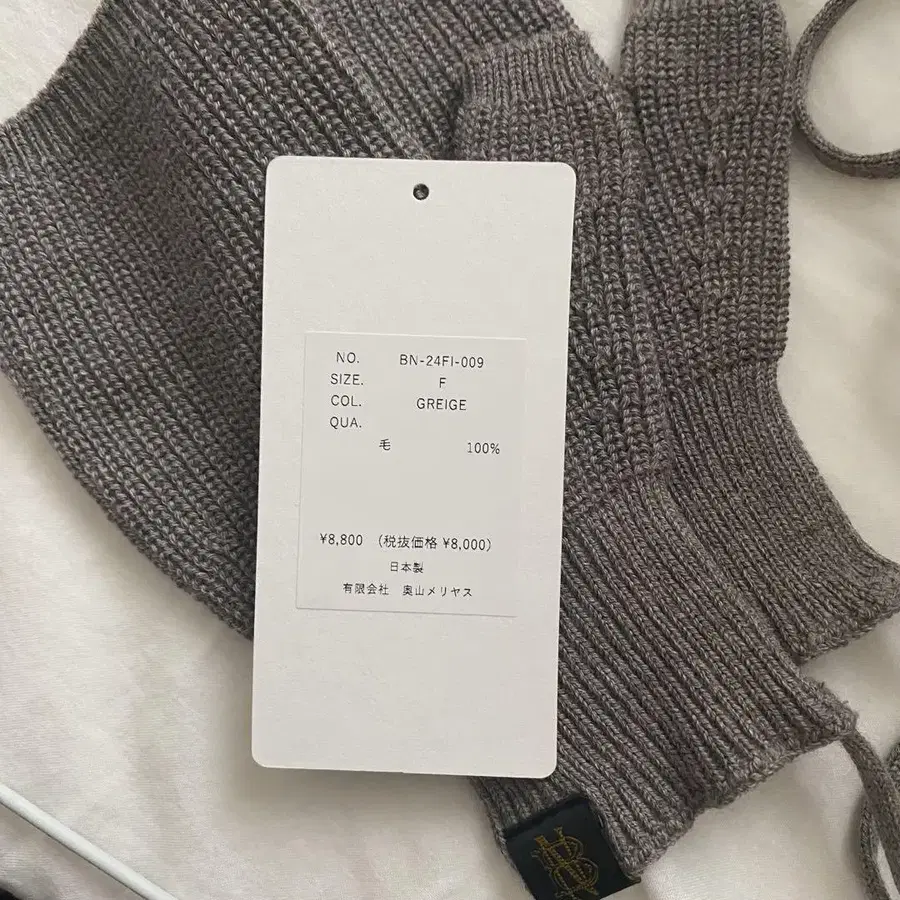 NO. BN-24FI-009
SIZE. F
COL. GREIGE
QUA.
毛 100%
¥8,800 （税抜価格 ¥8,000）
日本製
有限会社 奥山メリヤス